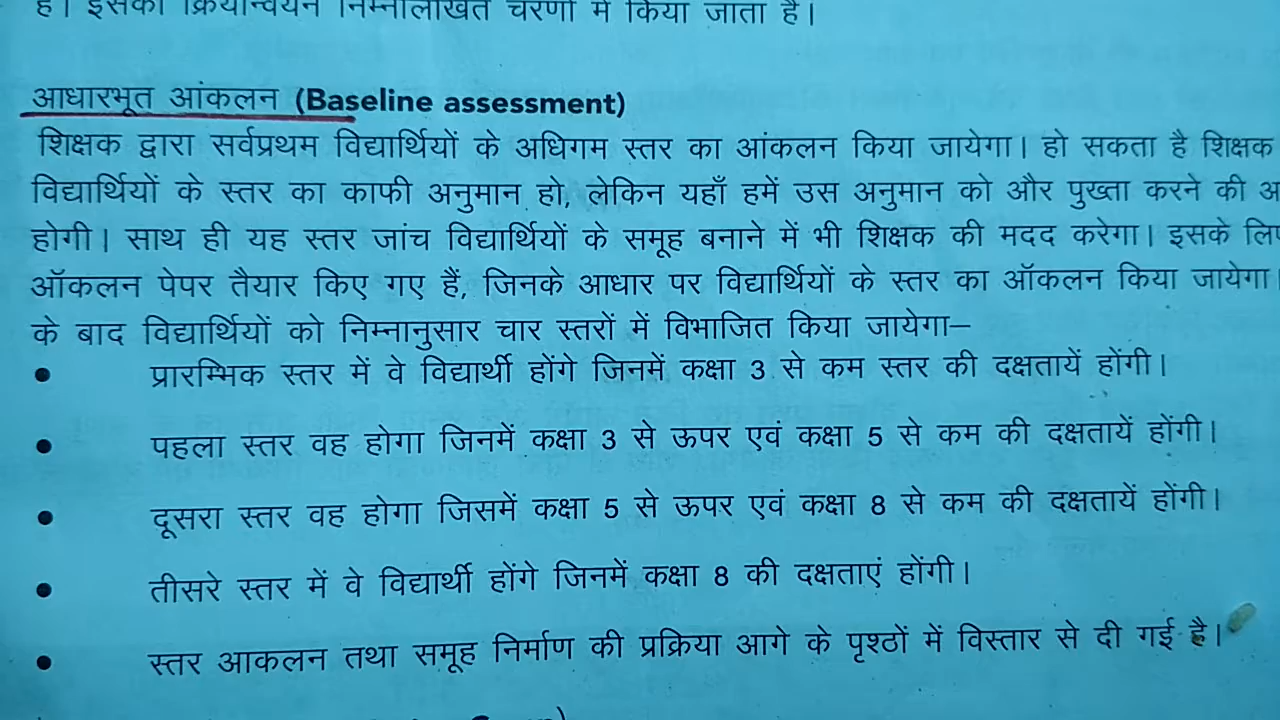 है। इसका क्रियान्वयन निम्नलिखित चरणों में किया जाता है।
आधारभूत आंकलन (Baseline assessment)
शिक्षक द्वारा सर्वप्रथम विद्यार्थियों के अधिगम स्तर का आंकलन किया जायेगा। हो सकता है शिक्षक
विद्यार्थियों के स्तर का काफी अनुमान हो, लेकिन यहाँ हमें उस अनुमान को और पुख्ता करने की
होगी। साथ ही यह स्तर जांच विद्यार्थियों के समूह बनाने में भी शिक्षक की मदद करेगा। इसके
ऑकलन पेपर तैयार किए गए हैं, जिनके आधार पर विद्यार्थियों के स्तर का ऑकलन किया जायेगा।
के बाद विद्यार्थियों को निम्नानुसार चार स्तरों में विभाजित किया जायेगा–
● प्रारम्भिक स्तर में वे विद्यार्थी होंगे जिनमें कक्षा 3 से कम स्तर की दक्षतायें होंगी।
● पहला स्तर वह होगा जिनमें कक्षा 3 से ऊपर एवं कक्षा 5 से कम की दक्षतायें होंगी।
● दूसरा स्तर वह होगा जिसमें कक्षा 5 से ऊपर एवं कक्षा 8 से कम की दक्षतायें होंगी।
● तीसरे स्तर में वे विद्यार्थी होंगे जिनमें कक्षा 8 की दक्षताएं होंगी।
● स्तर आकलन तथा समूह निर्माण की प्रक्रिया आगे के पृश्ठों में विस्तार से दी गई है।